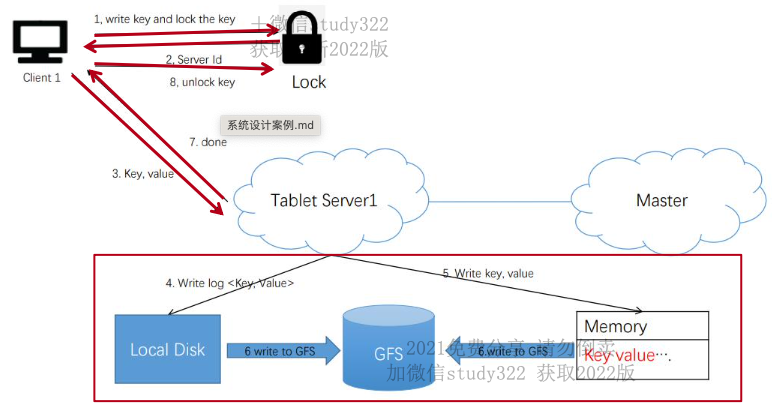 1, write key and lock the key
十微信study322
获取最新2022版
2, Server Id
Client 1
8, unlock key
Lock
系统设计案例.md
7. done
3. Key, value
Tablet Server1
Master
4. Write log <Key, Value>
5. Write key, value
Local Disk
6 write to GFS
GFS
6.write to GFS
Memory
Key value….
2021免费分享 请勿倒卖
加微信study322 获取2022版